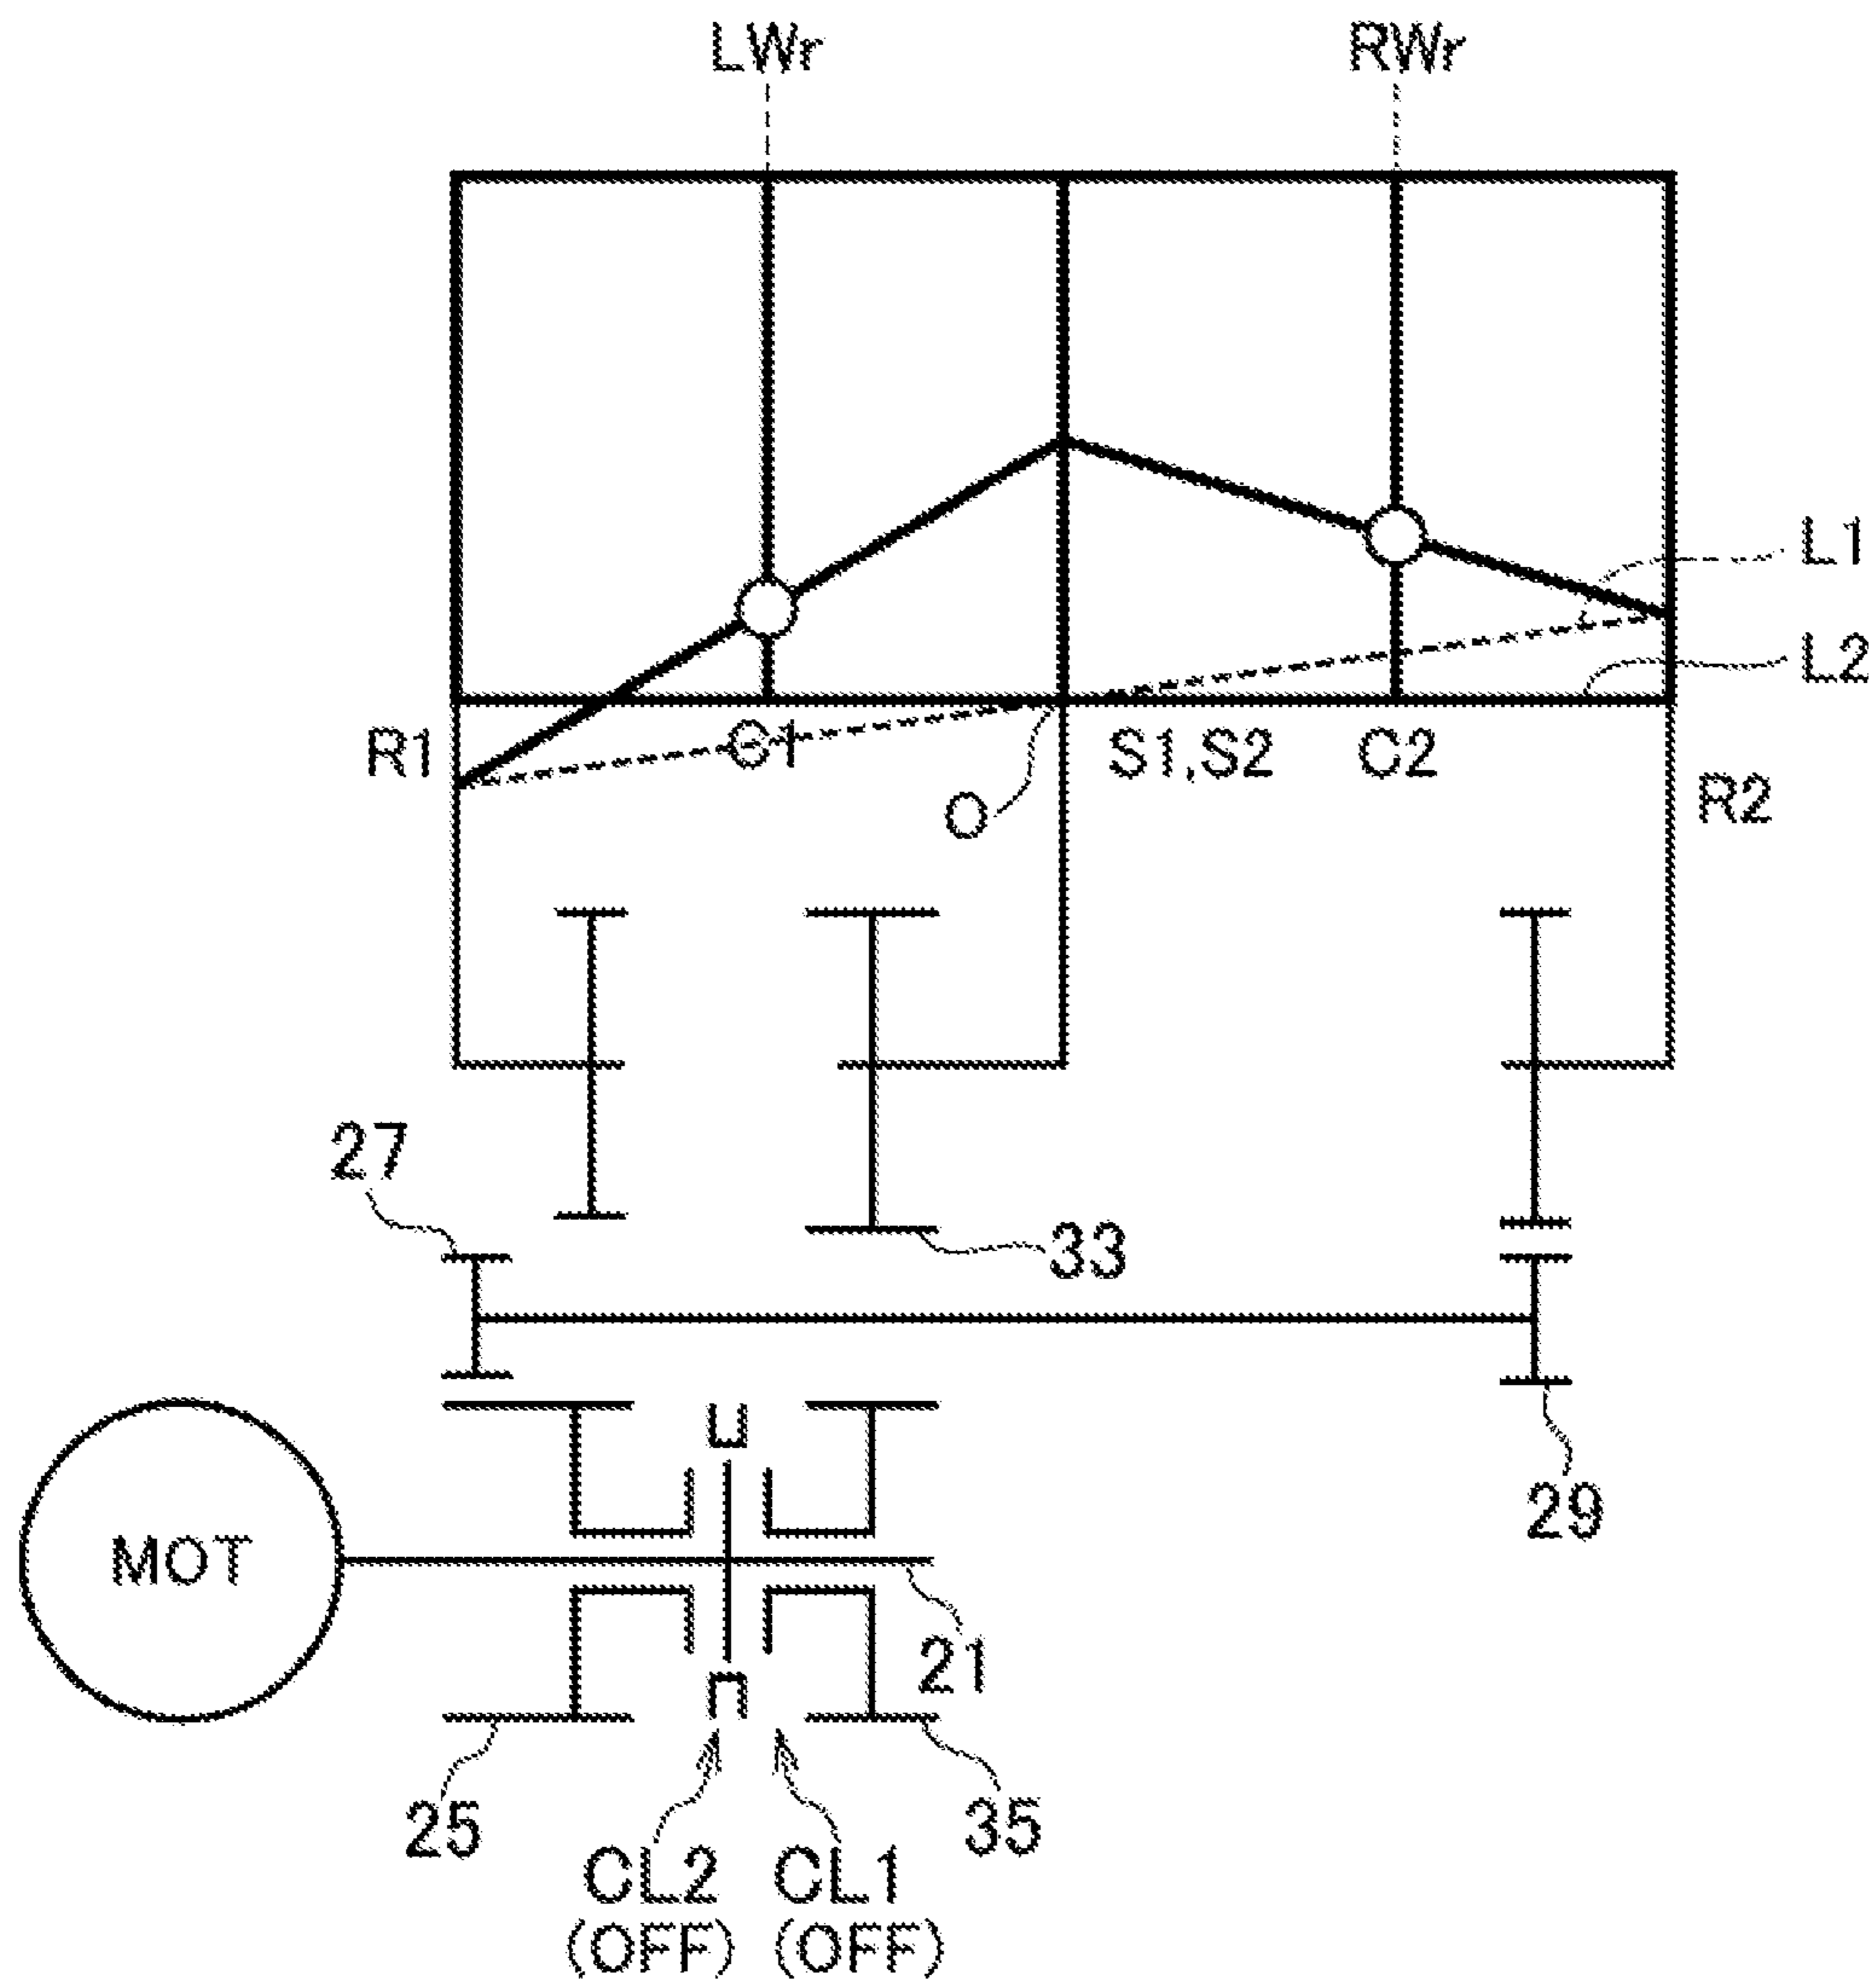 LWr RWr
L1
L2
R1 C1 S1,S2 C2
O R2
27
33
29
MOT
21
25 35
CL2 CL1
(OFF) (OFF)